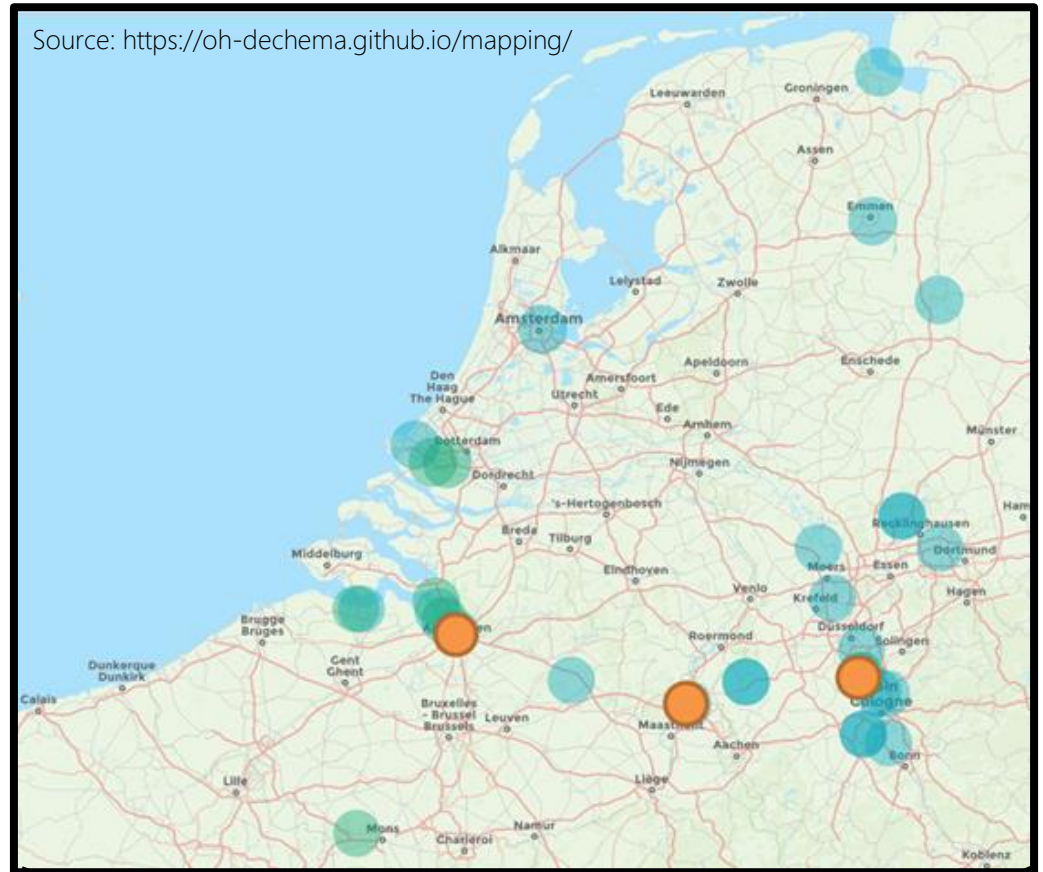 Source: https://oh-dechema.github.io/mapping/
Leeuwarden
Groningen
Assen
Emmen
Alkmaar
Lelystad
Zwolle
Amsterdam
Enschede
Apeldoorn
Den
Haag
The Hague
Amersfoort
Utrecht
Ede
Arnhem
Münster
Rotterdam
Nijmegen
Dordrecht
's-Hertogenbosch
Ham
Recklinghausen
Breda
Tilburg
Dortmund
Middelburg
Essen
Moers
Eindhoven
Venlo
Krefeld
Hagen
Brugge
Bruges
Düsseldorf
Roermond
Solingen
Gent
Ghent
Dunkerque
Dunkirk
Calais
Cologne
Bruxelles
- Brussel
Brussels
Leuven
Maastricht
Aachen
Bonn
Lille
Liège
Mons
Namur
Charleroi
Koblenz